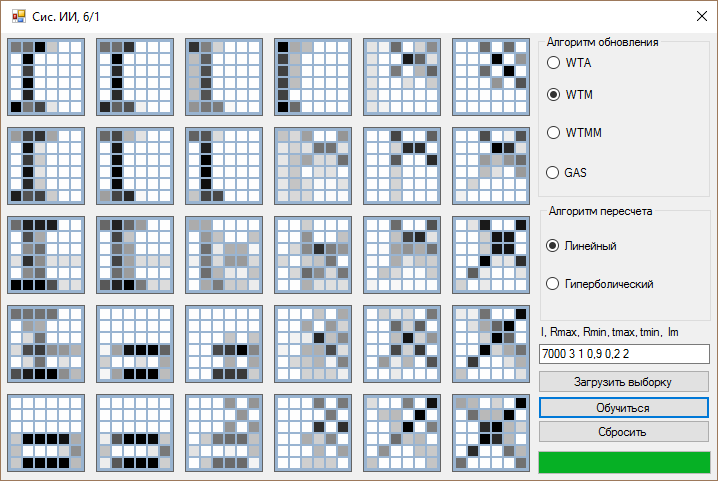 Сис. ИИ, 6/1
Алгоритм обновления
WTA
WTM
WTMM
GAS
Алгоритм пересчета
Линейный
Гиперболический
I, Rmax, Rmin, tmax, tmin, Im
7000 3 1 0,9 0,2 2
Загрузить выборку
Обучиться
Сбросить